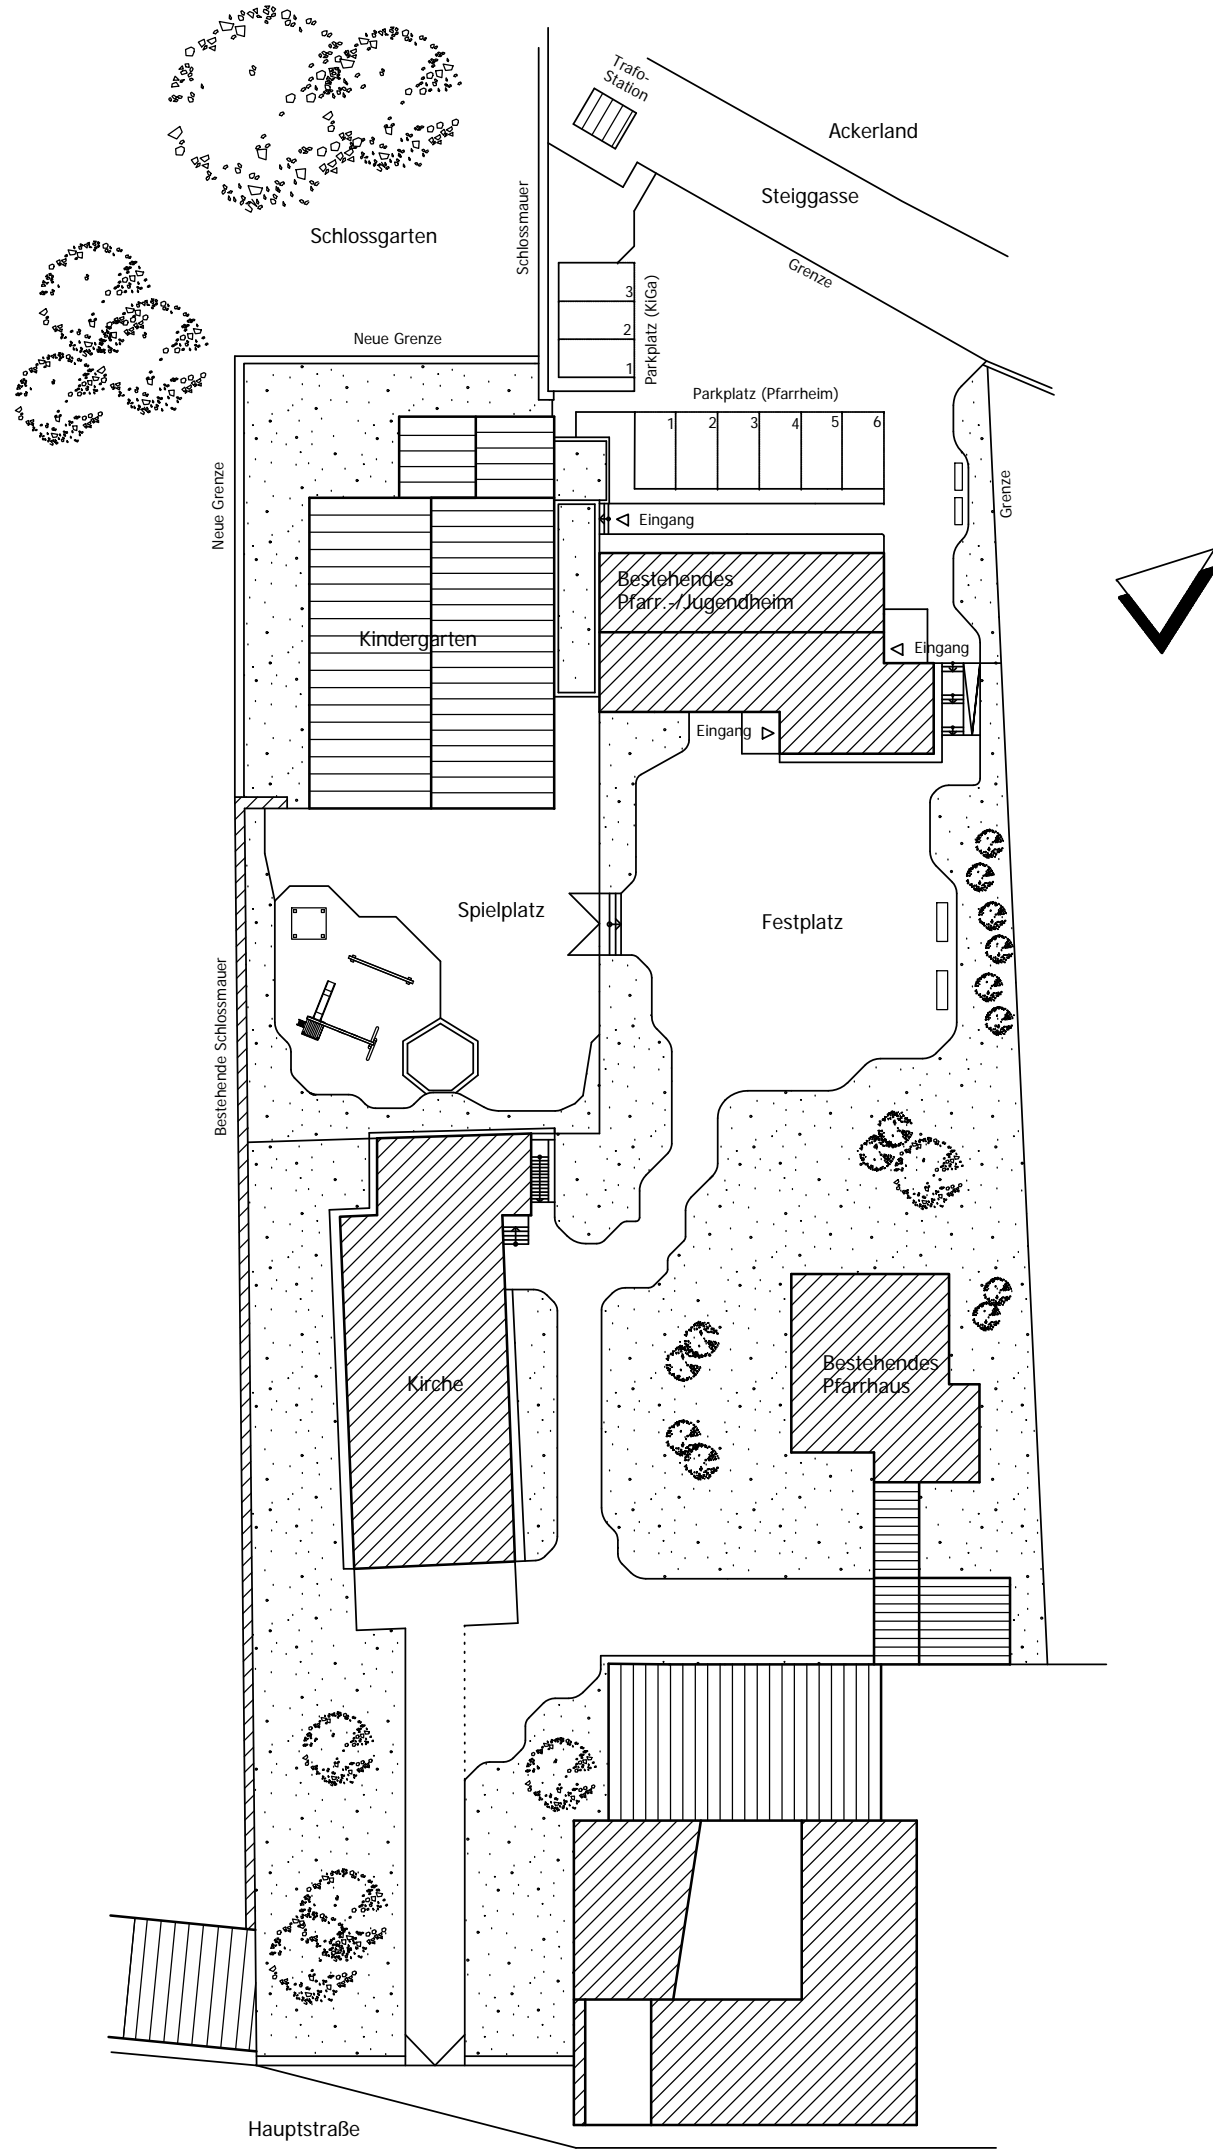 Trafo-
Station
Ackerland
Steiggasse
Schlossmauer
Schlossgarten
Grenze
3
2
1
Parkplatz (KiGa)
Neue Grenze
Parkplatz (Pfarrheim)
1 2 3 4 5 6
Neue Grenze
Grenze
Eingang
Bestehendes
Pfarr.-/Jugendheim
Kindergarten
Eingang
Eingang
Spielplatz
Festplatz
Bestehende Schlossmauer
Bestehendes
Pfarrhaus
Kirche
Hauptstraße